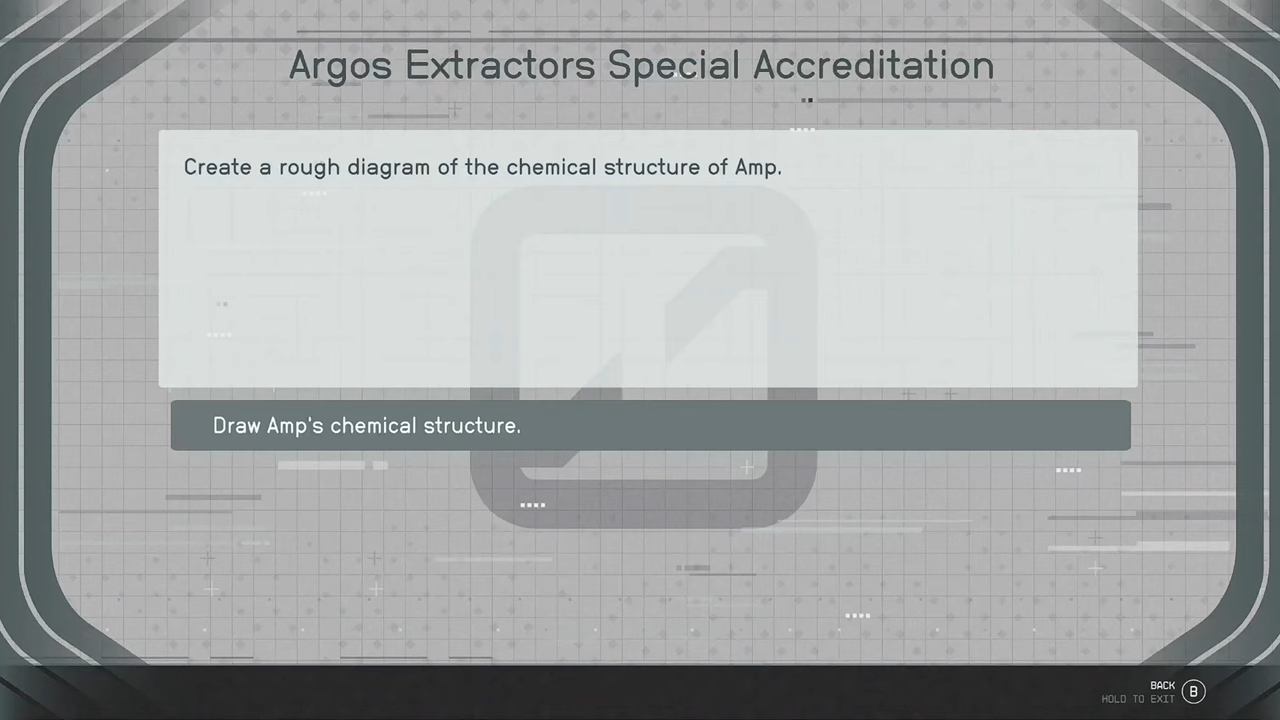 Argos Extractors Special Accreditation
Create a rough diagram of the chemical structure of Amp.
Draw Amp's chemical structure.
BACK
HOLD TO EXIT
B